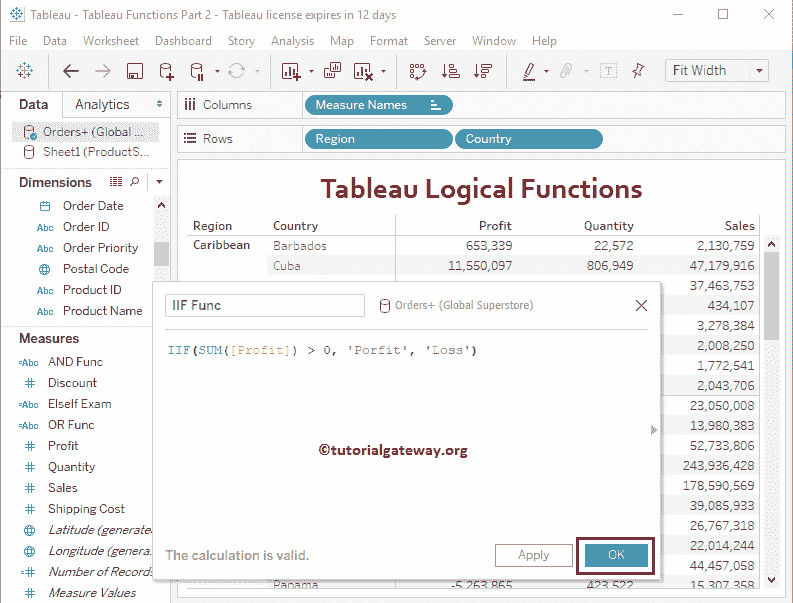 Tableau - Tableau Functions Part 2 - Tableau license expires in 12 days
File Data Worksheet Dashboard Story Analysis Map Format Server Window Help
Fit Width
Data Analytics
Orders+ (Global ...
Sheet1 (ProductS...
Dimensions
Order Date
Abc Order ID
Abc Order Priority
Postal Code
Abc Product ID
Abc Product Name
Measures
=Abc AND Func
Discount
=Abc ElseIf Exam
=Abc OR Func
Profit
Quantity
Sales
Shipping Cost
Latitude (generated
Longitude (genera..
Number of Records
Measure Values
Columns
Measure Names
Rows
Region Country
Tableau Logical Functions
Region Country Profit Quantity Sales
Caribbean Barbados 653,339 22,572 2,130,759
Cuba 11,550,097 806,949 47,179,916
37,463,753
434,107
3,278,384
2,008,250
1,772,541
2,043,706
23,050,008
13,980,383
52,733,806
243,936,428
178,590,569
39,085,933
26,767,318
22,014,244
44,457,058
Panama -5,263,865 423,522 15,307,358
IIF Func
Orders+ (Global Superstore)
IIF(SUM([Profit]) > 0, 'Porfit', 'Loss')
©tutorialgateway.org
The calculation is valid.
Apply
OK